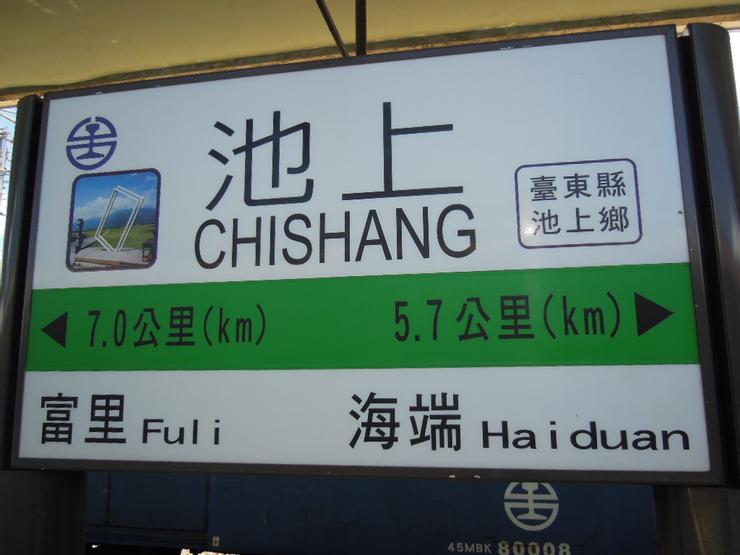 池上
CHISHANG
臺東縣
池上鄉
◀ 7.0公里(km)
5.7公里(km) ▶
富里 Fuli
海端 Haiduan
45MBK 80008